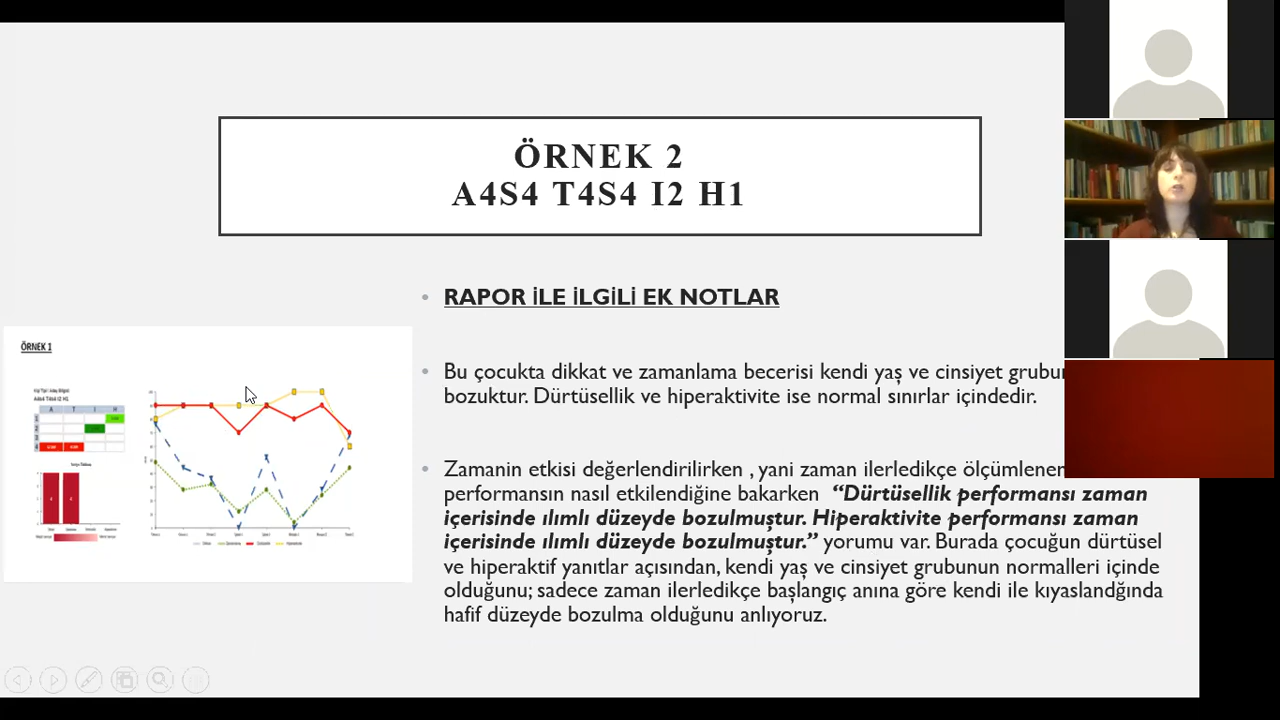 ÖRNEK 2
A4S4 T4S4 I2 H1
RAPOR İLE İLGİLİ EK NOTLAR
Bu çocukta dikkat ve zamanlama becerisi kendi yaş ve cinsiyet
bozuktur. Dürtüsellik ve hiperaktivite ise normal sınırlar içindedir.
Zamanin etkisi değerlendirilirken , yani zaman ilerledikçe
performansın nasıl etkilendiğine bakarken “Dürtüsellik performansı zaman
içerisinde ılımlı düzeyde bozulmuştur. Hiperaktivite performansı zaman
içerisinde ılımlı düzeyde bozulmuştur.” yorumu var. Burada çocuğun dürtüsel
ve hiperaktif yanıtlar açısından, kendi yaş ve cinsiyet grubunun normalleri içinde
olduğunu; sadece zaman ilerledikçe başlangıç anına göre kendi ile kıyaslandğında
hafif düzeyde bozulma olduğunu anlıyoruz.
ÖRNEK 1
A4S4 T4S4 I2 H1
A T I H